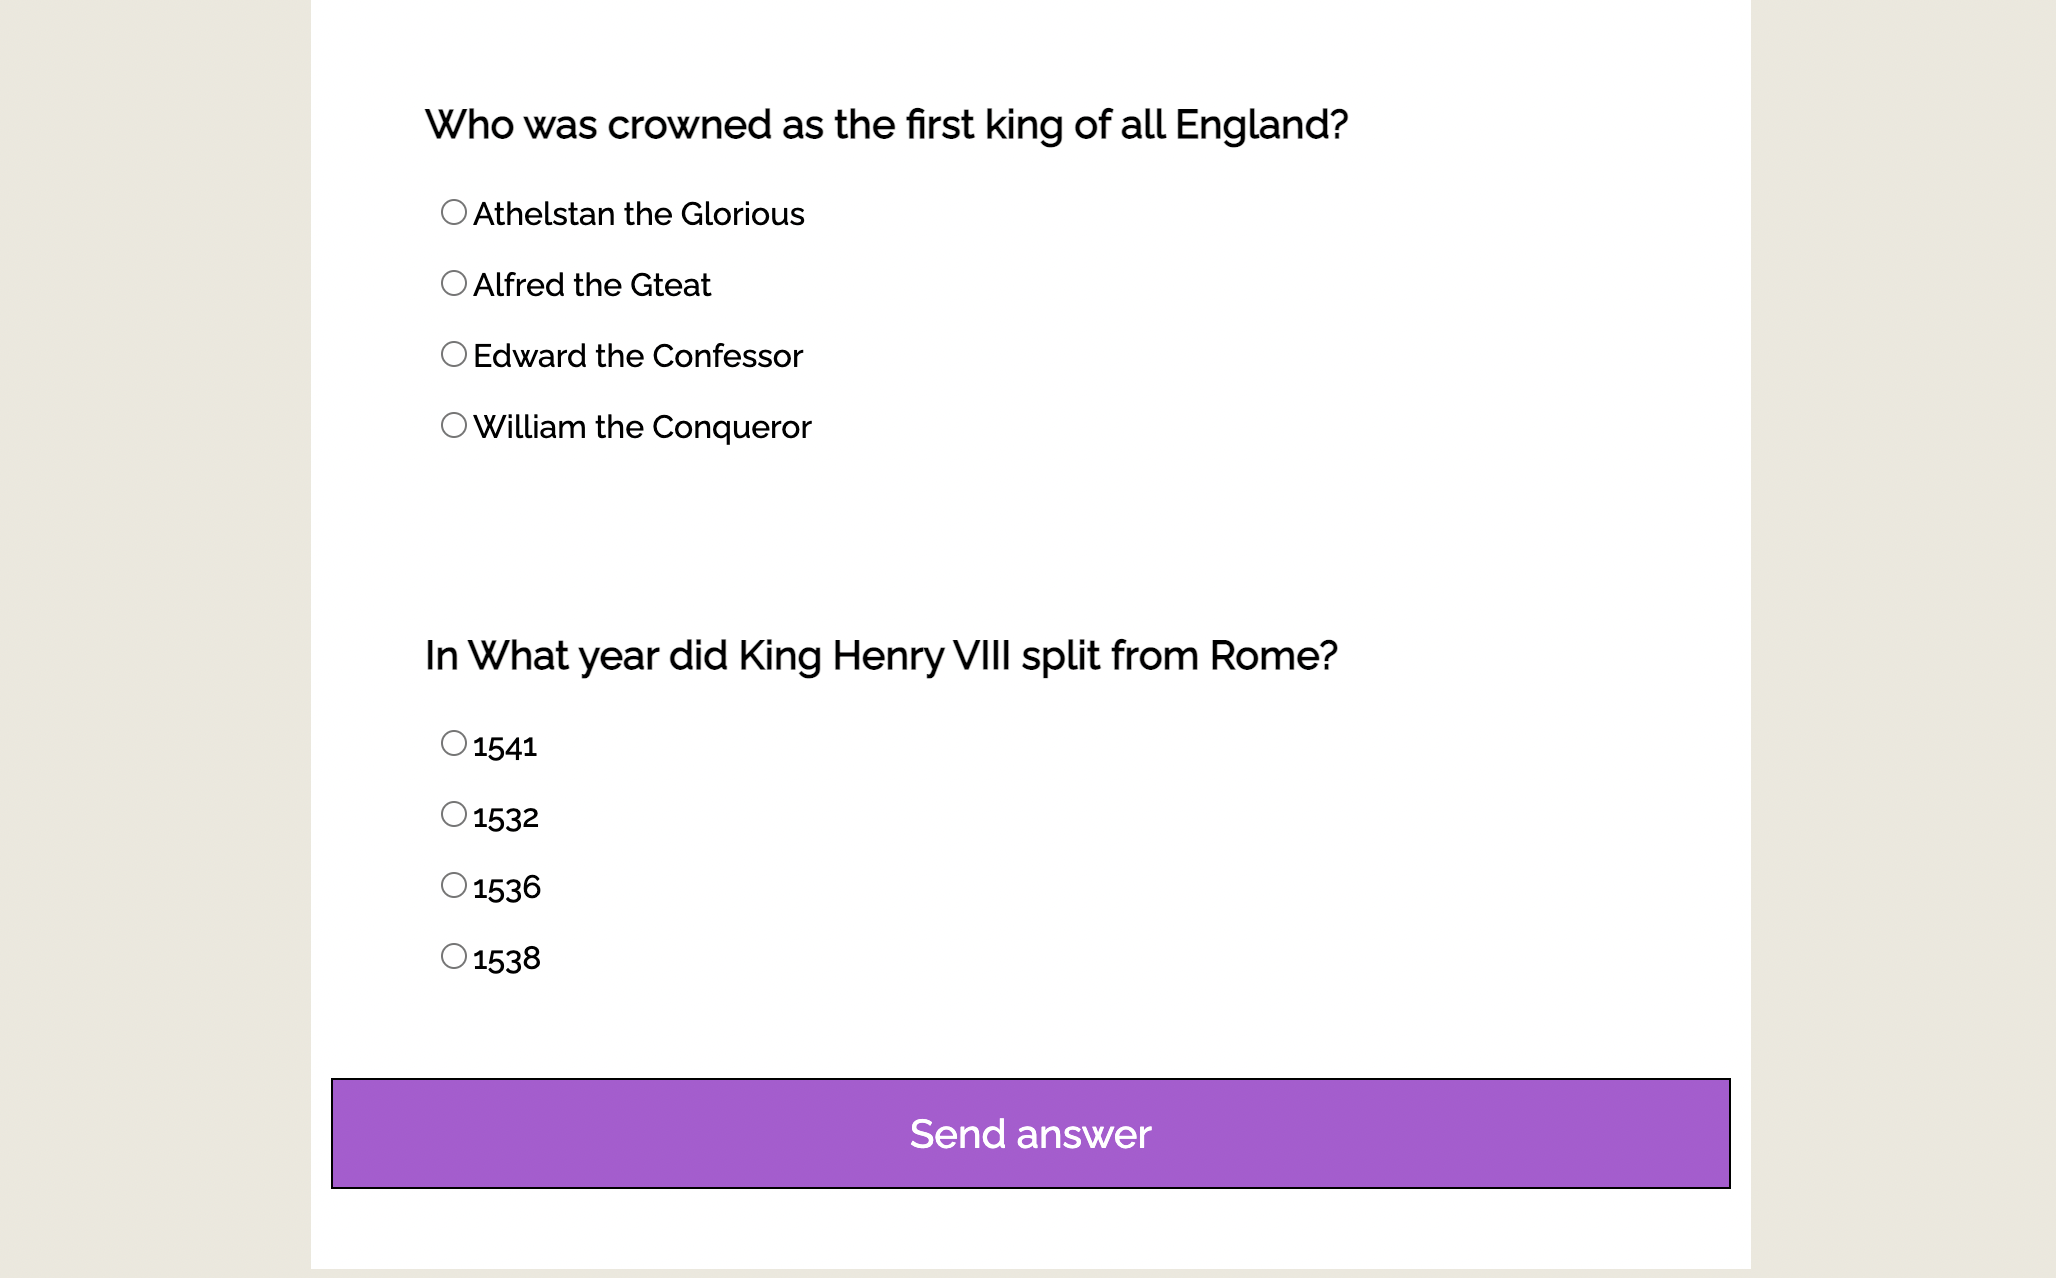 Who was crowned as the first king of all England?
Athelstan the Glorious
Alfred the Gteat
Edward the Confessor
William the Conqueror
In What year did King Henry VIII split from Rome?
1541
1532
1536
1538
Send answer